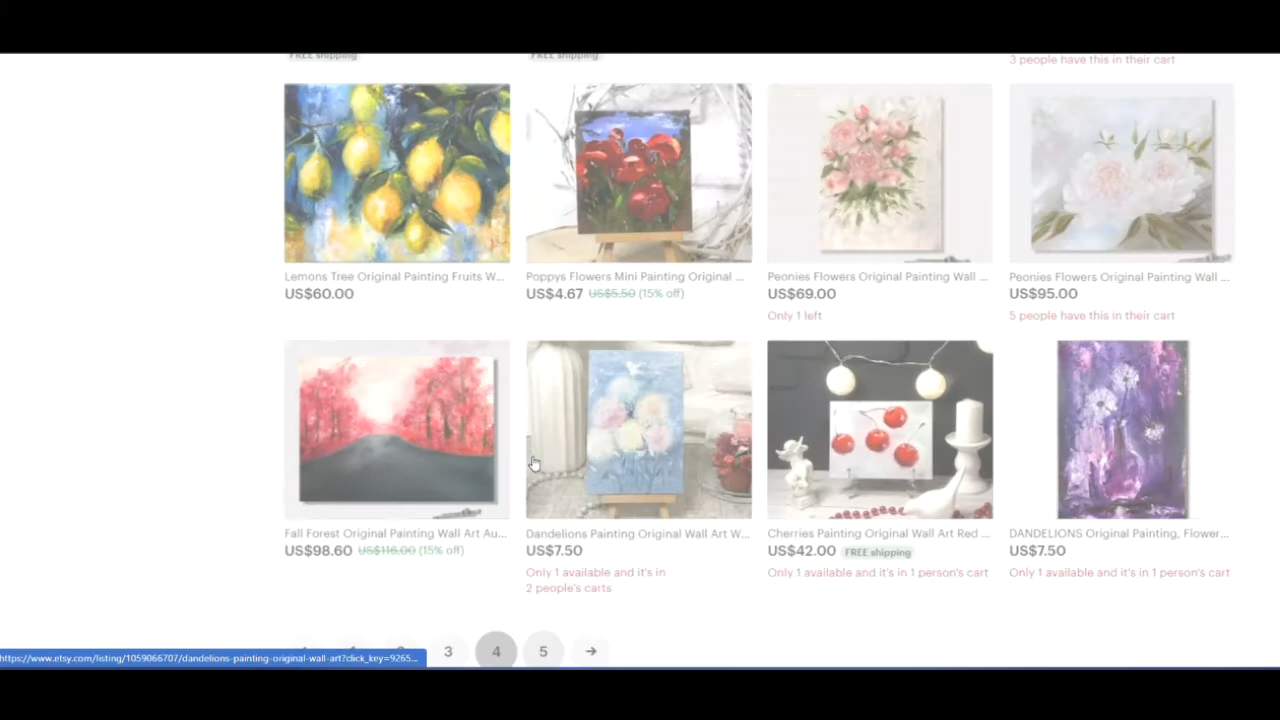 FREE shipping
FREE shipping
3 people have this in their cart
Lemons Tree Original Painting Fruits W...
US$60.00
Poppys Flowers Mini Painting Original ...
US$4.67 US$5.50 (15% off)
Peonies Flowers Original Painting Wall ...
US$69.00
Only 1 left
Peonies Flowers Original Painting Wall ...
US$95.00
5 people have this in their cart
Fall Forest Original Painting Wall Art Au...
US$98.60 US$116.00 (15% off)
Dandelions Painting Original Wall Art W...
US$7.50
Only 1 available and it's in
2 people's carts
Cherries Painting Original Wall Art Red ...
US$42.00 FREE shipping
Only 1 available and it's in 1 person's cart
DANDELIONS Original Painting, Flower...
US$7.50
Only 1 available and it's in 1 person's cart
3 4 5 →
https://www.etsy.com/listing/1059066707/dandelions-painting-original-wall-art?click_key=9265...